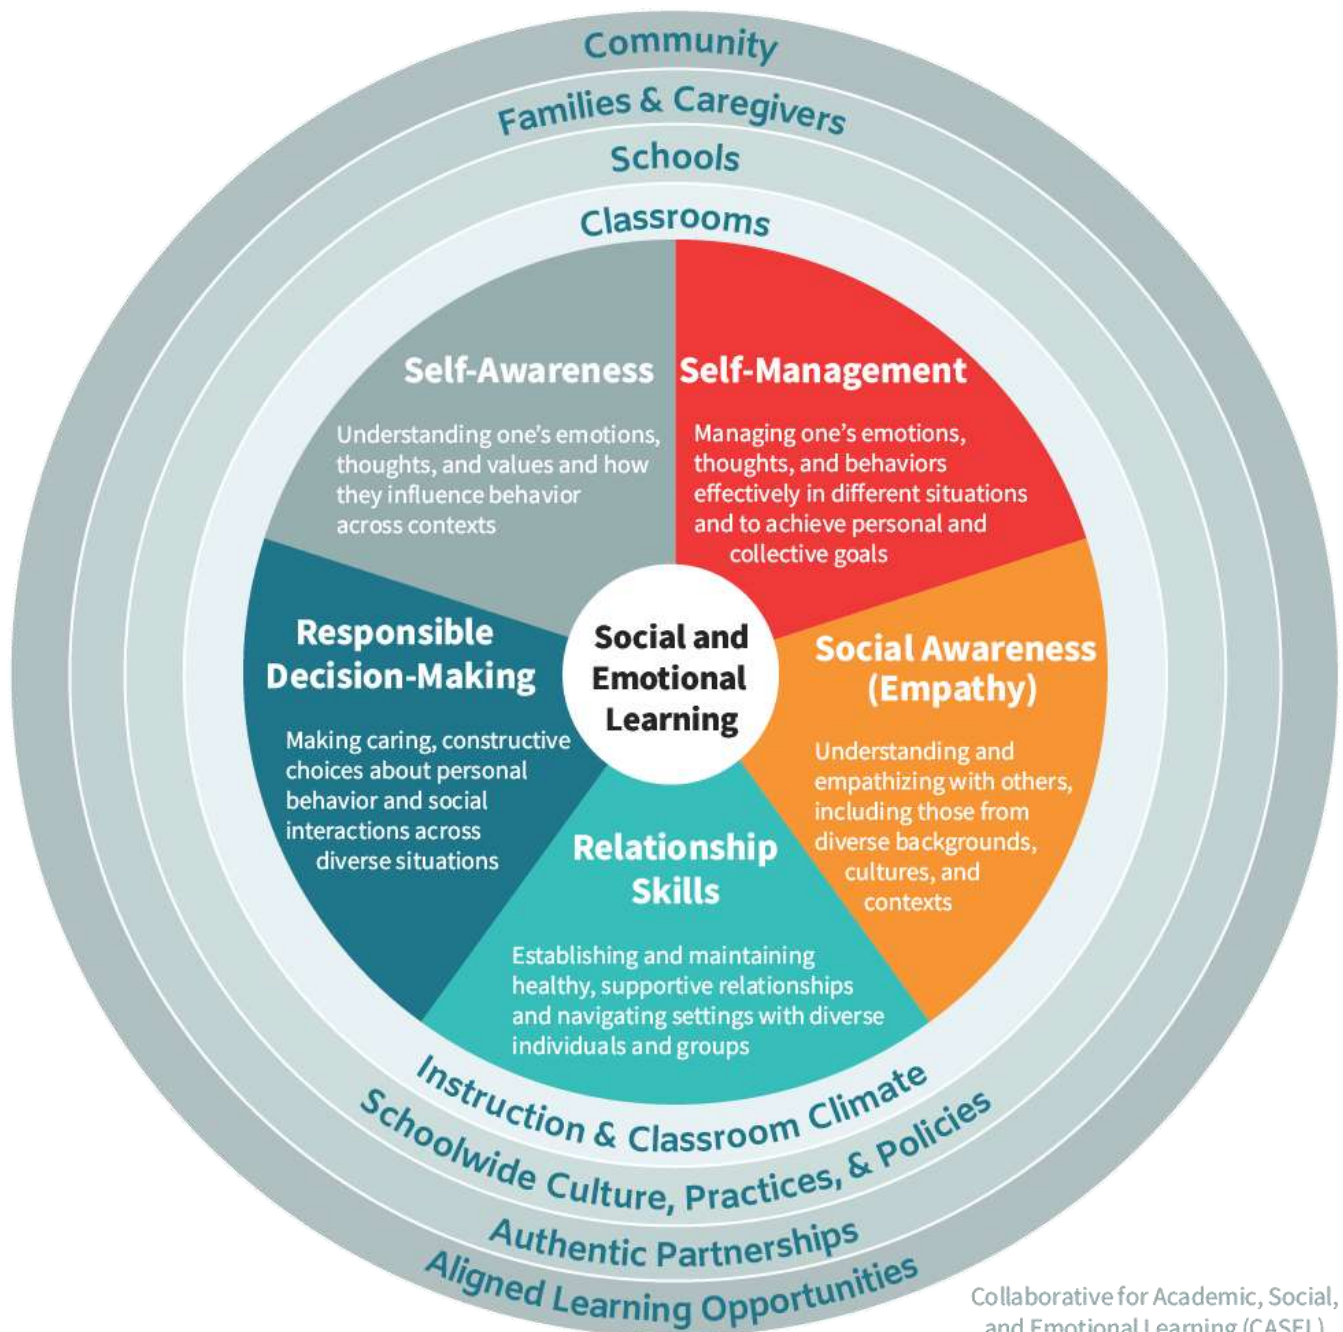 Community
Families & Caregivers
Schools
Classrooms
Self-Awareness
Understanding one's emotions,
thoughts, and values and how
they influence behavior
across contexts
Self-Management
Managing one's emotions,
thoughts, and behaviors
effectively in different situations
and to achieve personal and
collective goals
Responsible
Decision-Making
Making caring, constructive
choices about personal
behavior and social
interactions across
diverse situations
Social and
Emotional
Learning
Social Awareness
(Empathy)
Understanding and
empathizing with others,
including those from
diverse backgrounds,
cultures, and
contexts
Relationship
Skills
Establishing and maintaining
healthy, supportive relationships
and navigating settings with diverse
individuals and groups
Instruction & Classroom Climate
Schoolwide Culture, Practices, & Policies
Authentic Partnerships
Aligned Learning Opportunities
Collaborative for Academic, Social,
and Emotional Learning (CASEL)